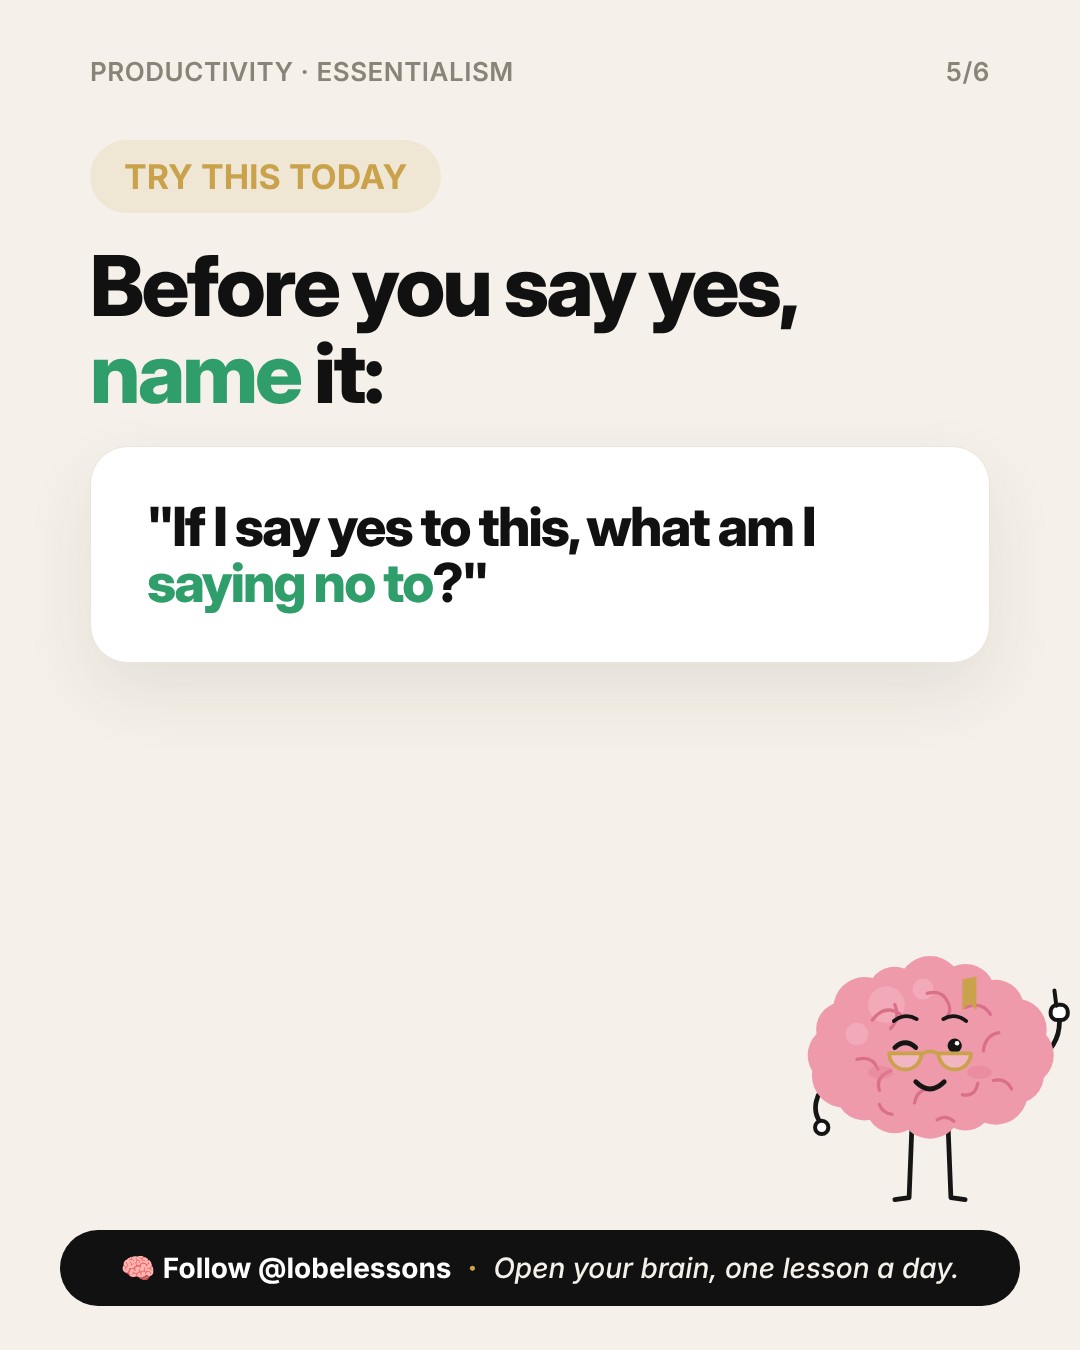 PRODUCTIVITY · ESSENTIALISM
5/6
TRY THIS TODAY
Before you say yes,
name it:
"If I say yes to this, what am I
saying no to?"
🧠 Follow @lobelessons · Open your brain, one lesson a day.